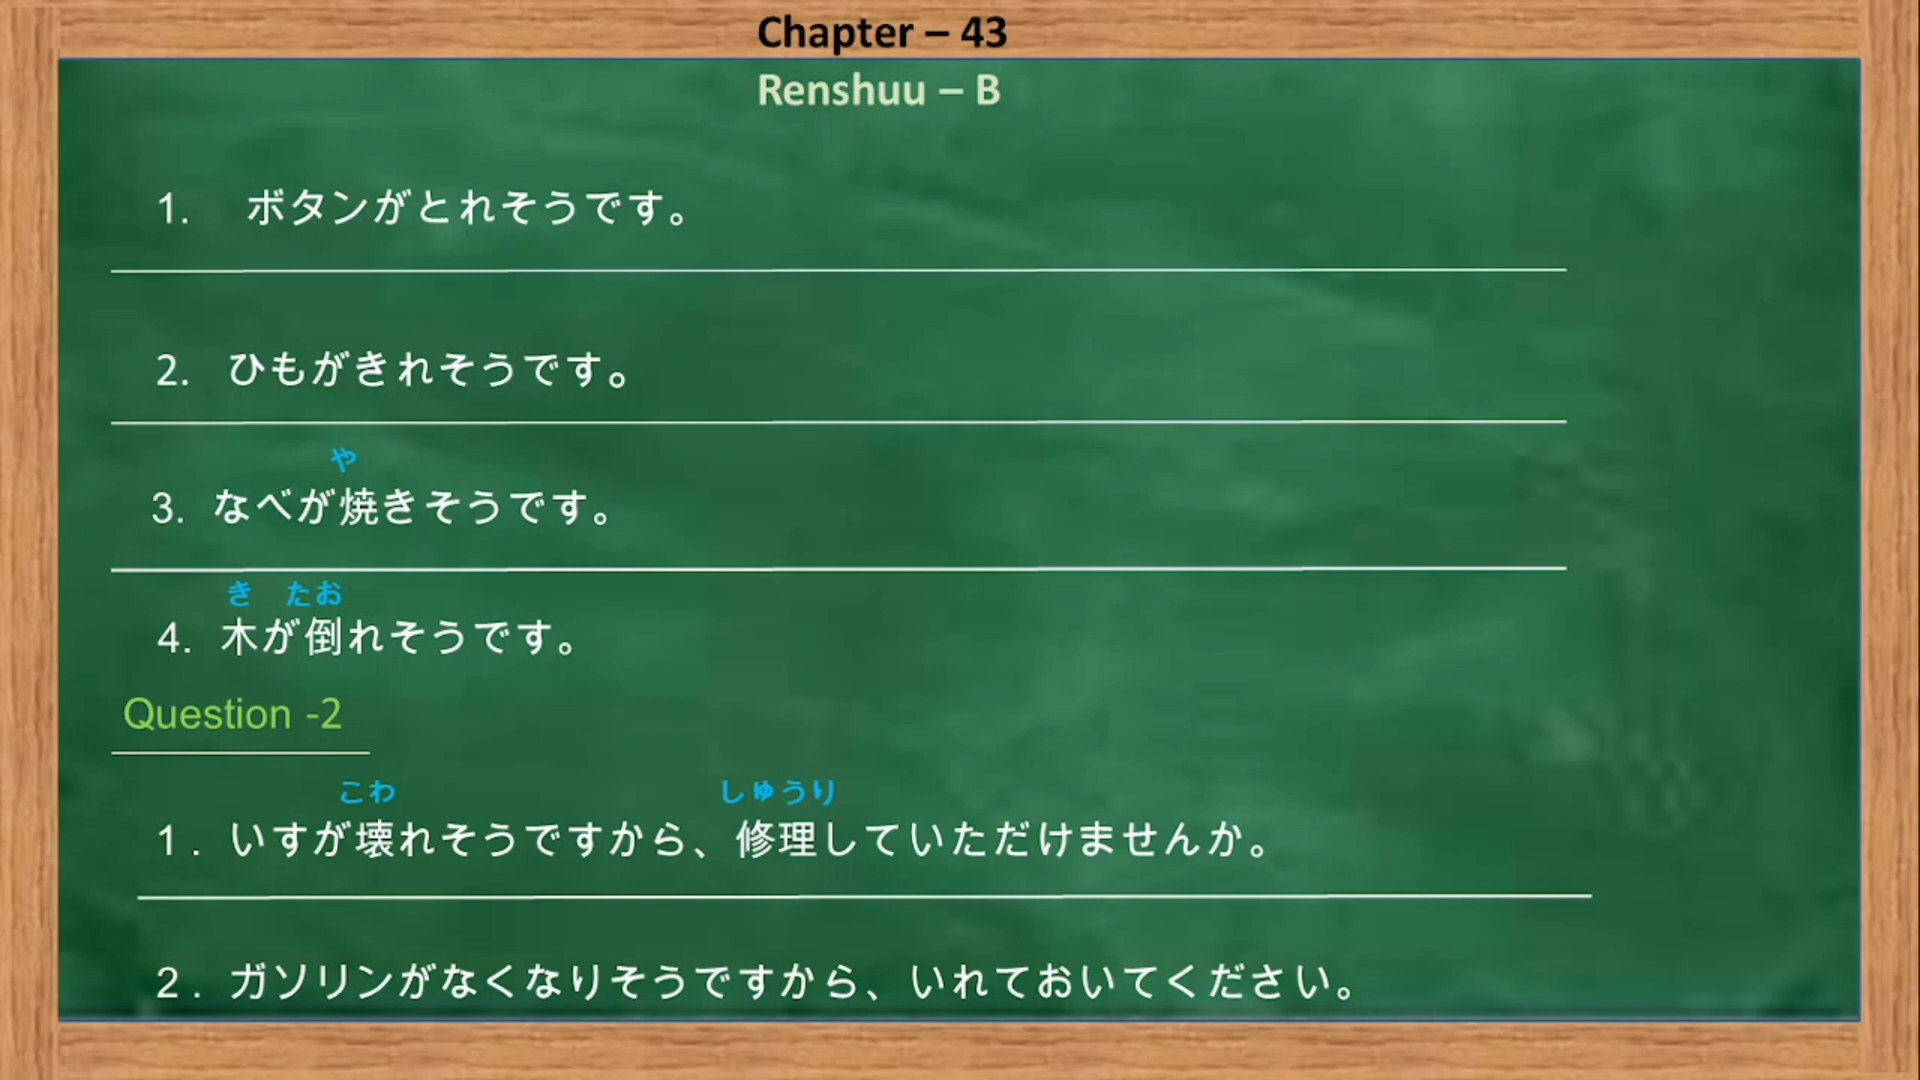 Chapter – 43
Renshuu – B
1. ボタンがとれそうです。
2. ひもがきれそうです。
や
3. なべが焼きそうです。
き たお
4. 木が倒れそうです。
Question -2
こわ しゅうり
1 . いすが壊れそうですから、修理していただけませんか。
2 . ガソリンがなくなりそうですから、いれておいてください。